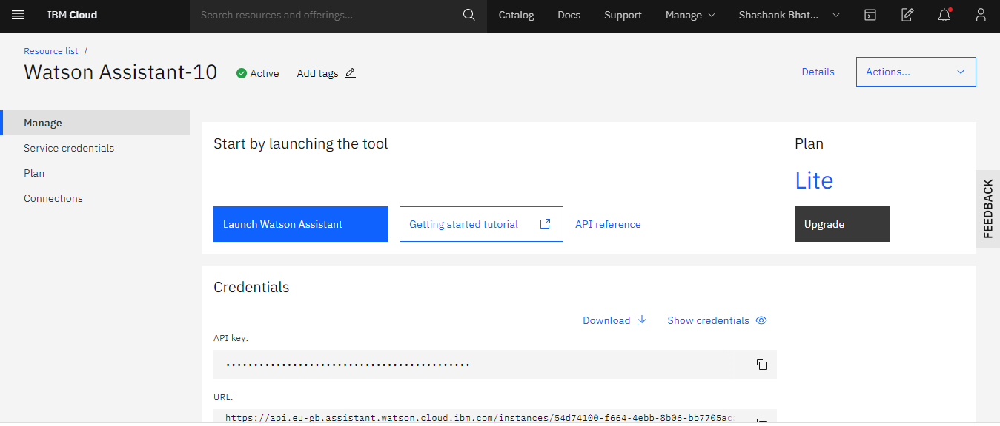 IBM Cloud
Search resources and offerings...
Catalog
Docs
Support
Manage
Shashank Bhat...
Resource list /
Watson Assistant-10
Active
Add tags
Details
Actions...
Manage
Service credentials
Plan
Connections
Start by launching the tool
Launch Watson Assistant
Getting started tutorial
API reference
Plan
Lite
Upgrade
FEEDBACK
Credentials
Download
Show credentials
API key:
••••••••••••••••••••••••••••••••••••••••••••
URL:
https://api.eu-gb.assistant.watson.cloud.ibm.com/instances/54d74100-f664-4ebb-8b06-bb7705ac